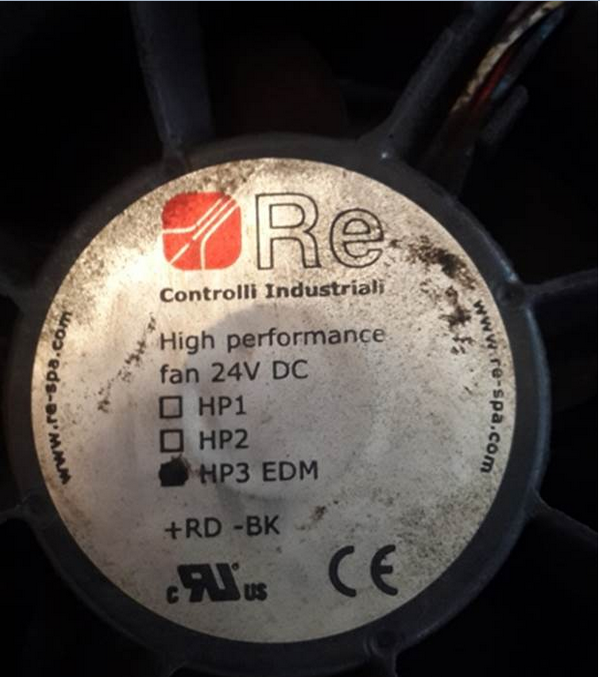 Re
Controlli Industriali
www.re-spa.com
www.re-spa.com
High performance
fan 24V DC
HP1
HP2
HP3 EDM
+RD -BK
c RU US
CE